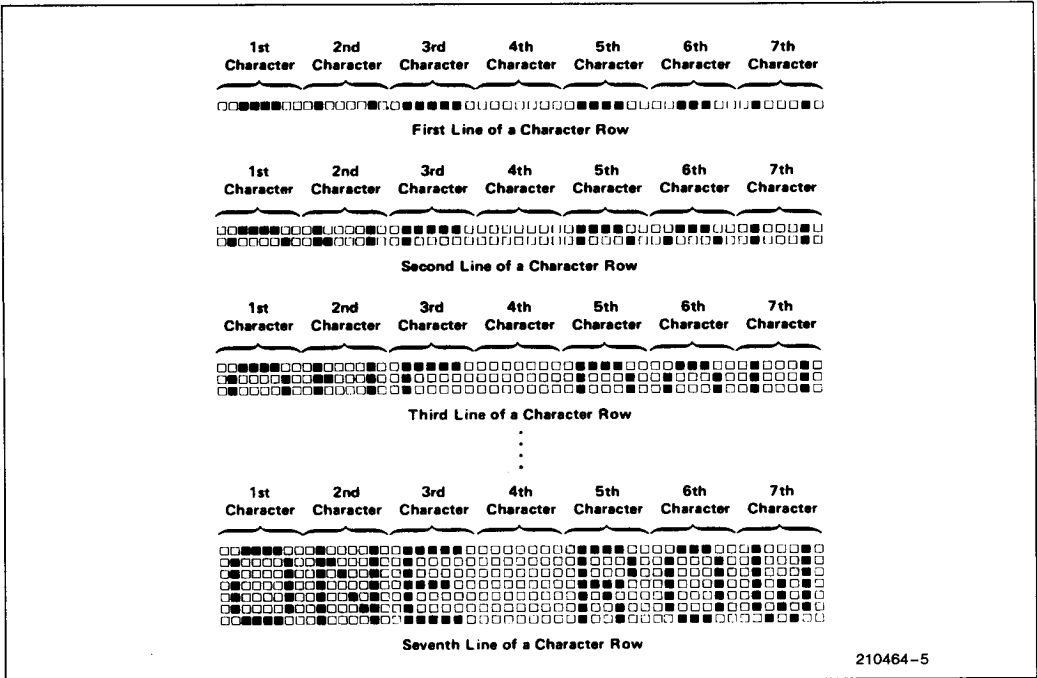 1st 2nd 3rd 4th 5th 6th 7th
Character Character Character Character Character Character Character
First Line of a Character Row
1st 2nd 3rd 4th 5th 6th 7th
Character Character Character Character Character Character Character
Second Line of a Character Row
1st 2nd 3rd 4th 5th 6th 7th
Character Character Character Character Character Character Character
Third Line of a Character Row
1st 2nd 3rd 4th 5th 6th 7th
Character Character Character Character Character Character Character
ONE ROW
Seventh Line of a Character Row
210464-5